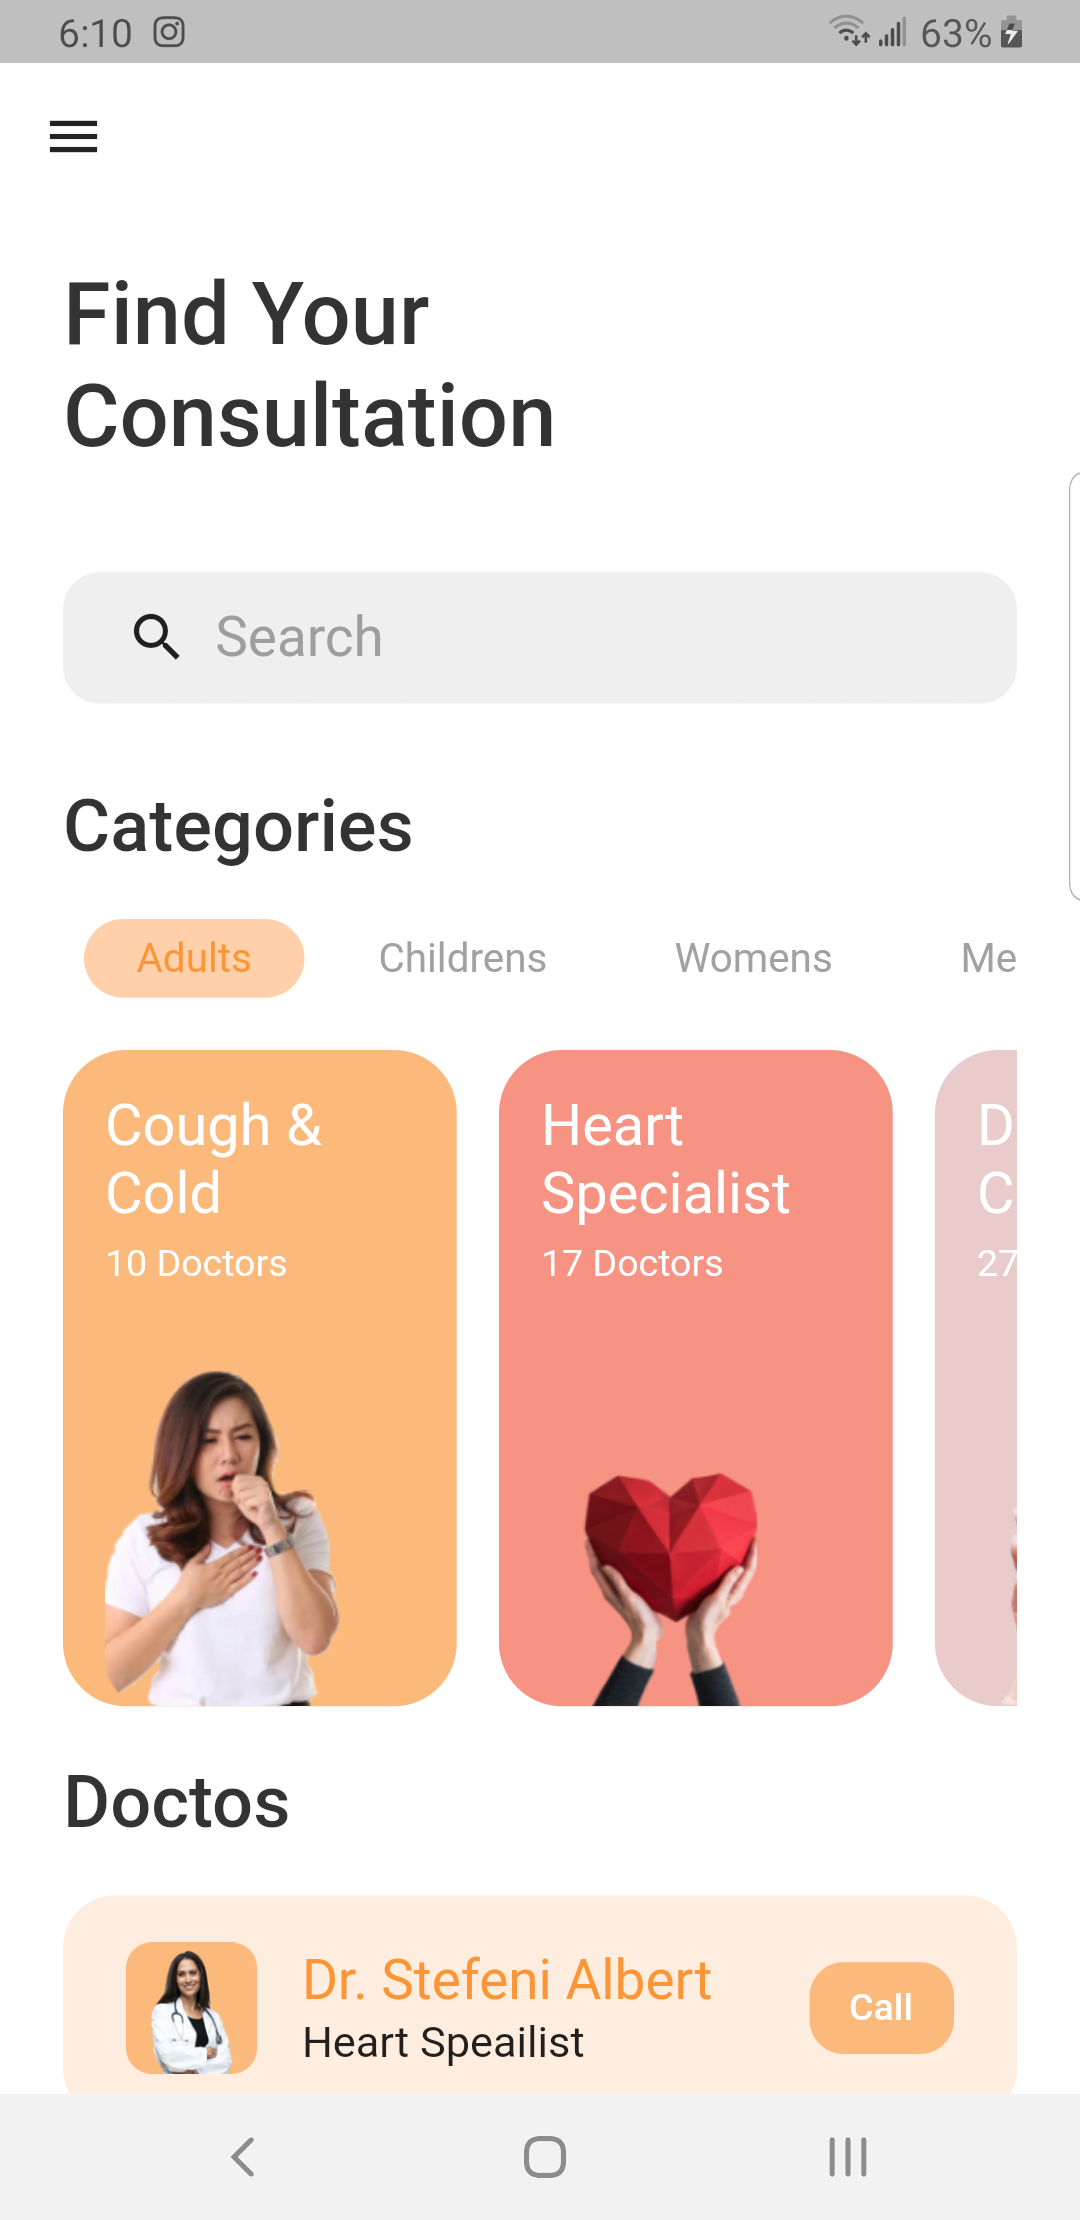 6:10
63%
Find Your
Consultation
Search
Categories
Adults Childrens Womens Me
Cough &
Cold
10 Doctors
Heart
Specialist
17 Doctors
D
C
27
Doctos
Dr. Stefeni Albert
Heart Speailist
Call